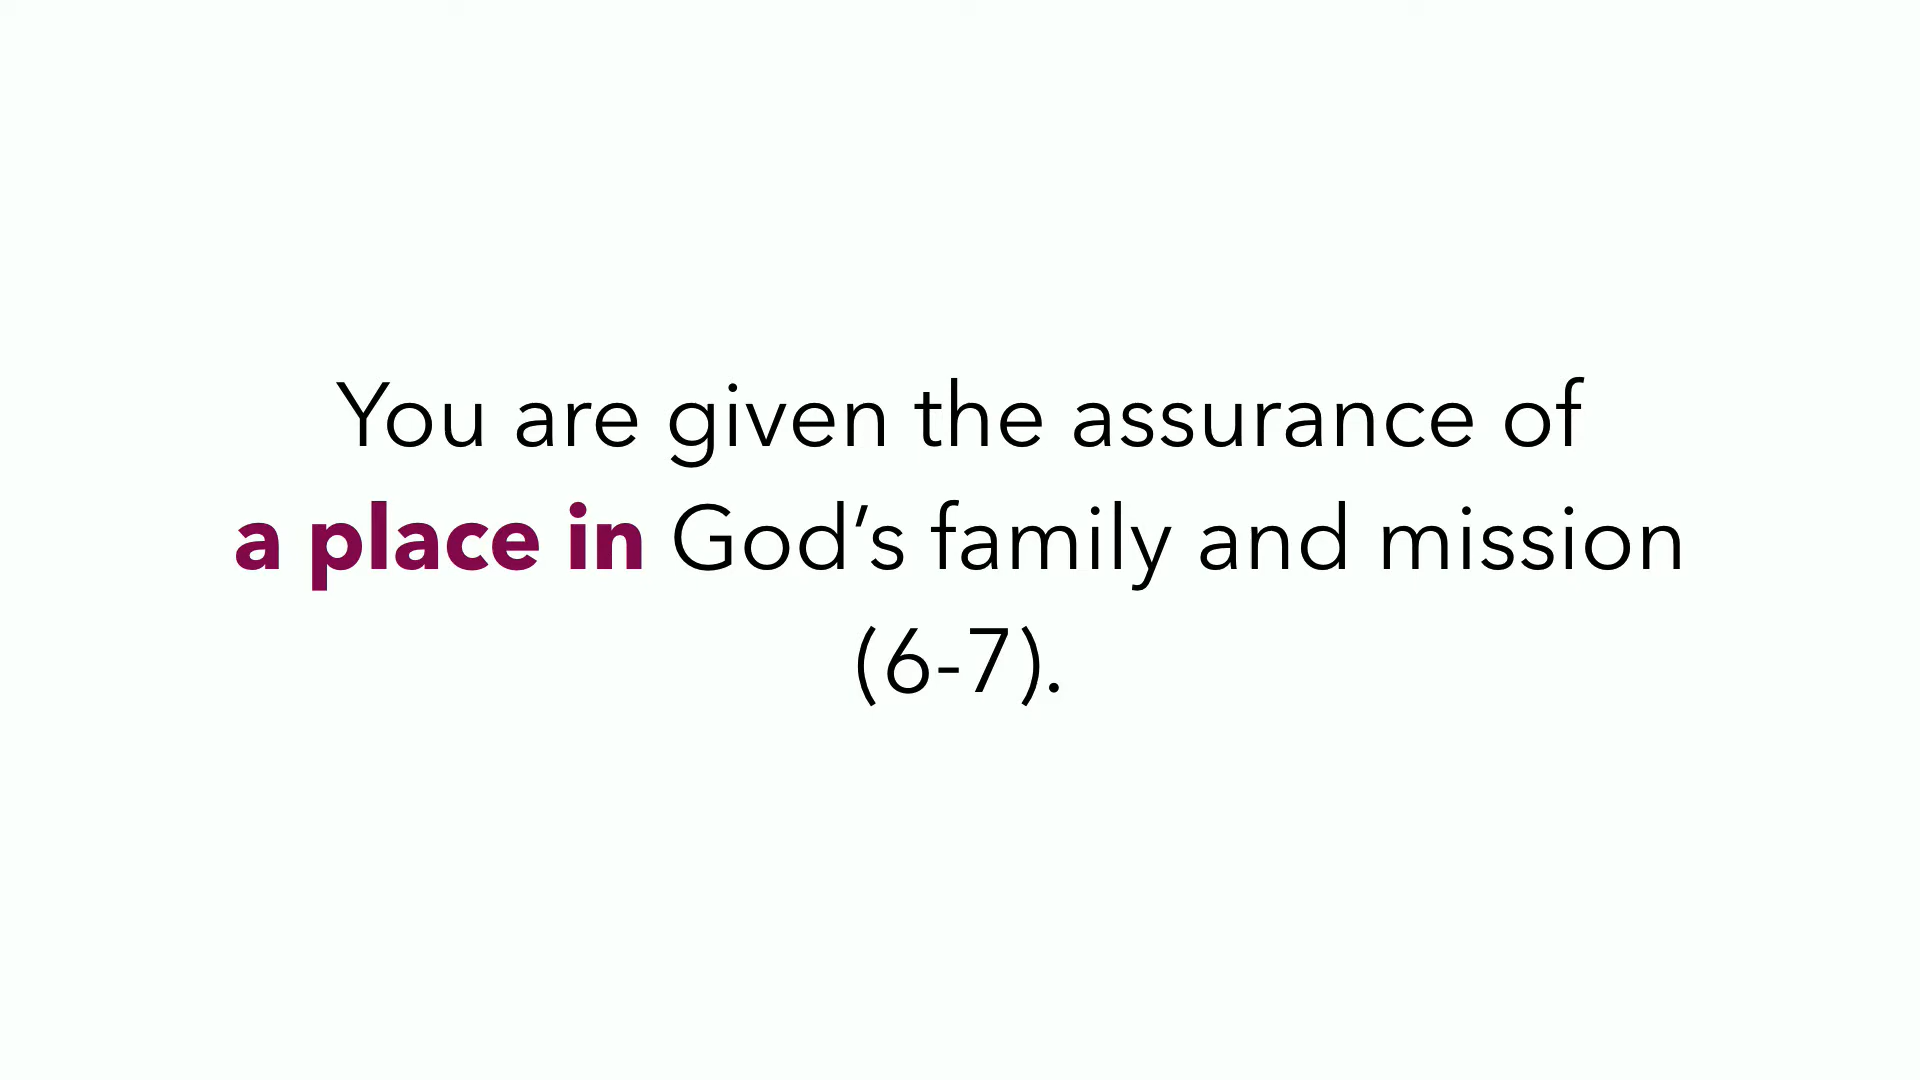 You are given the assurance of
a place in God’s family and mission
(6-7).